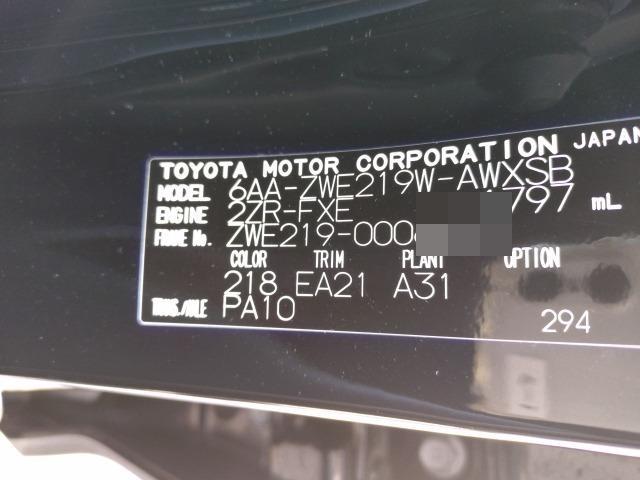 TOYOTA MOTOR CORPORATION JAPAN
MODEL 6AA-ZWE219W-AWXSB
ENGINE 2ZR-FXE 797 mL
FRAME No. ZWE219-000
COLOR TRIM PLANT OPTION
218 EA21 A31
TRANS./AXLE PA10
294